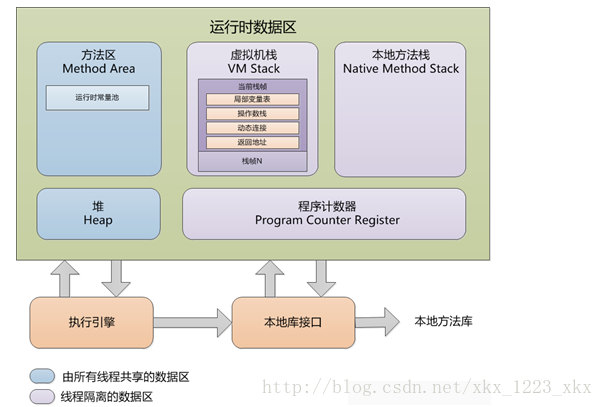 运行时数据区
方法区
Method Area
运行时常量池
虚拟机栈
VM Stack
当前栈帧
局部变量表
操作数栈
动态连接
返回地址
栈帧N
本地方法栈
Native Method Stack
堆
Heap
程序计数器
Program Counter Register
执行引擎
本地库接口
本地方法库
由所有线程共享的数据区
线程隔离的数据区
http://blog.csdn.net/xkx_1223_xkx